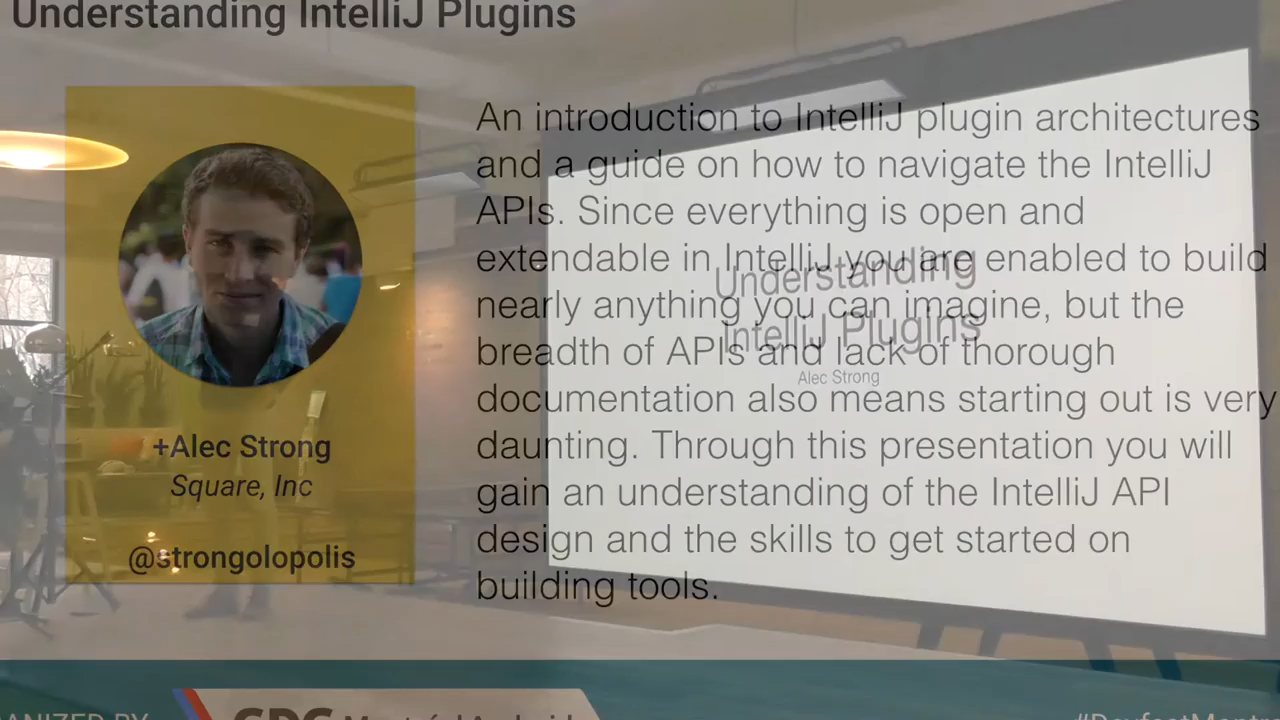 Understanding IntelliJ Plugins
An introduction to IntelliJ plugin architectures
and a guide on how to navigate the IntelliJ
APIs. Since everything is open and
extendable in IntelliJ you are enabled to build
nearly anything you can imagine, but the
breadth of APIs and lack of thorough
documentation also means starting out is very
daunting. Through this presentation you will
gain an understanding of the IntelliJ API
design and the skills to get started on
building tools.
+Alec Strong
Square, Inc
@strongolopolis
Understanding
IntelliJ Plugins
Alec Strong
BY